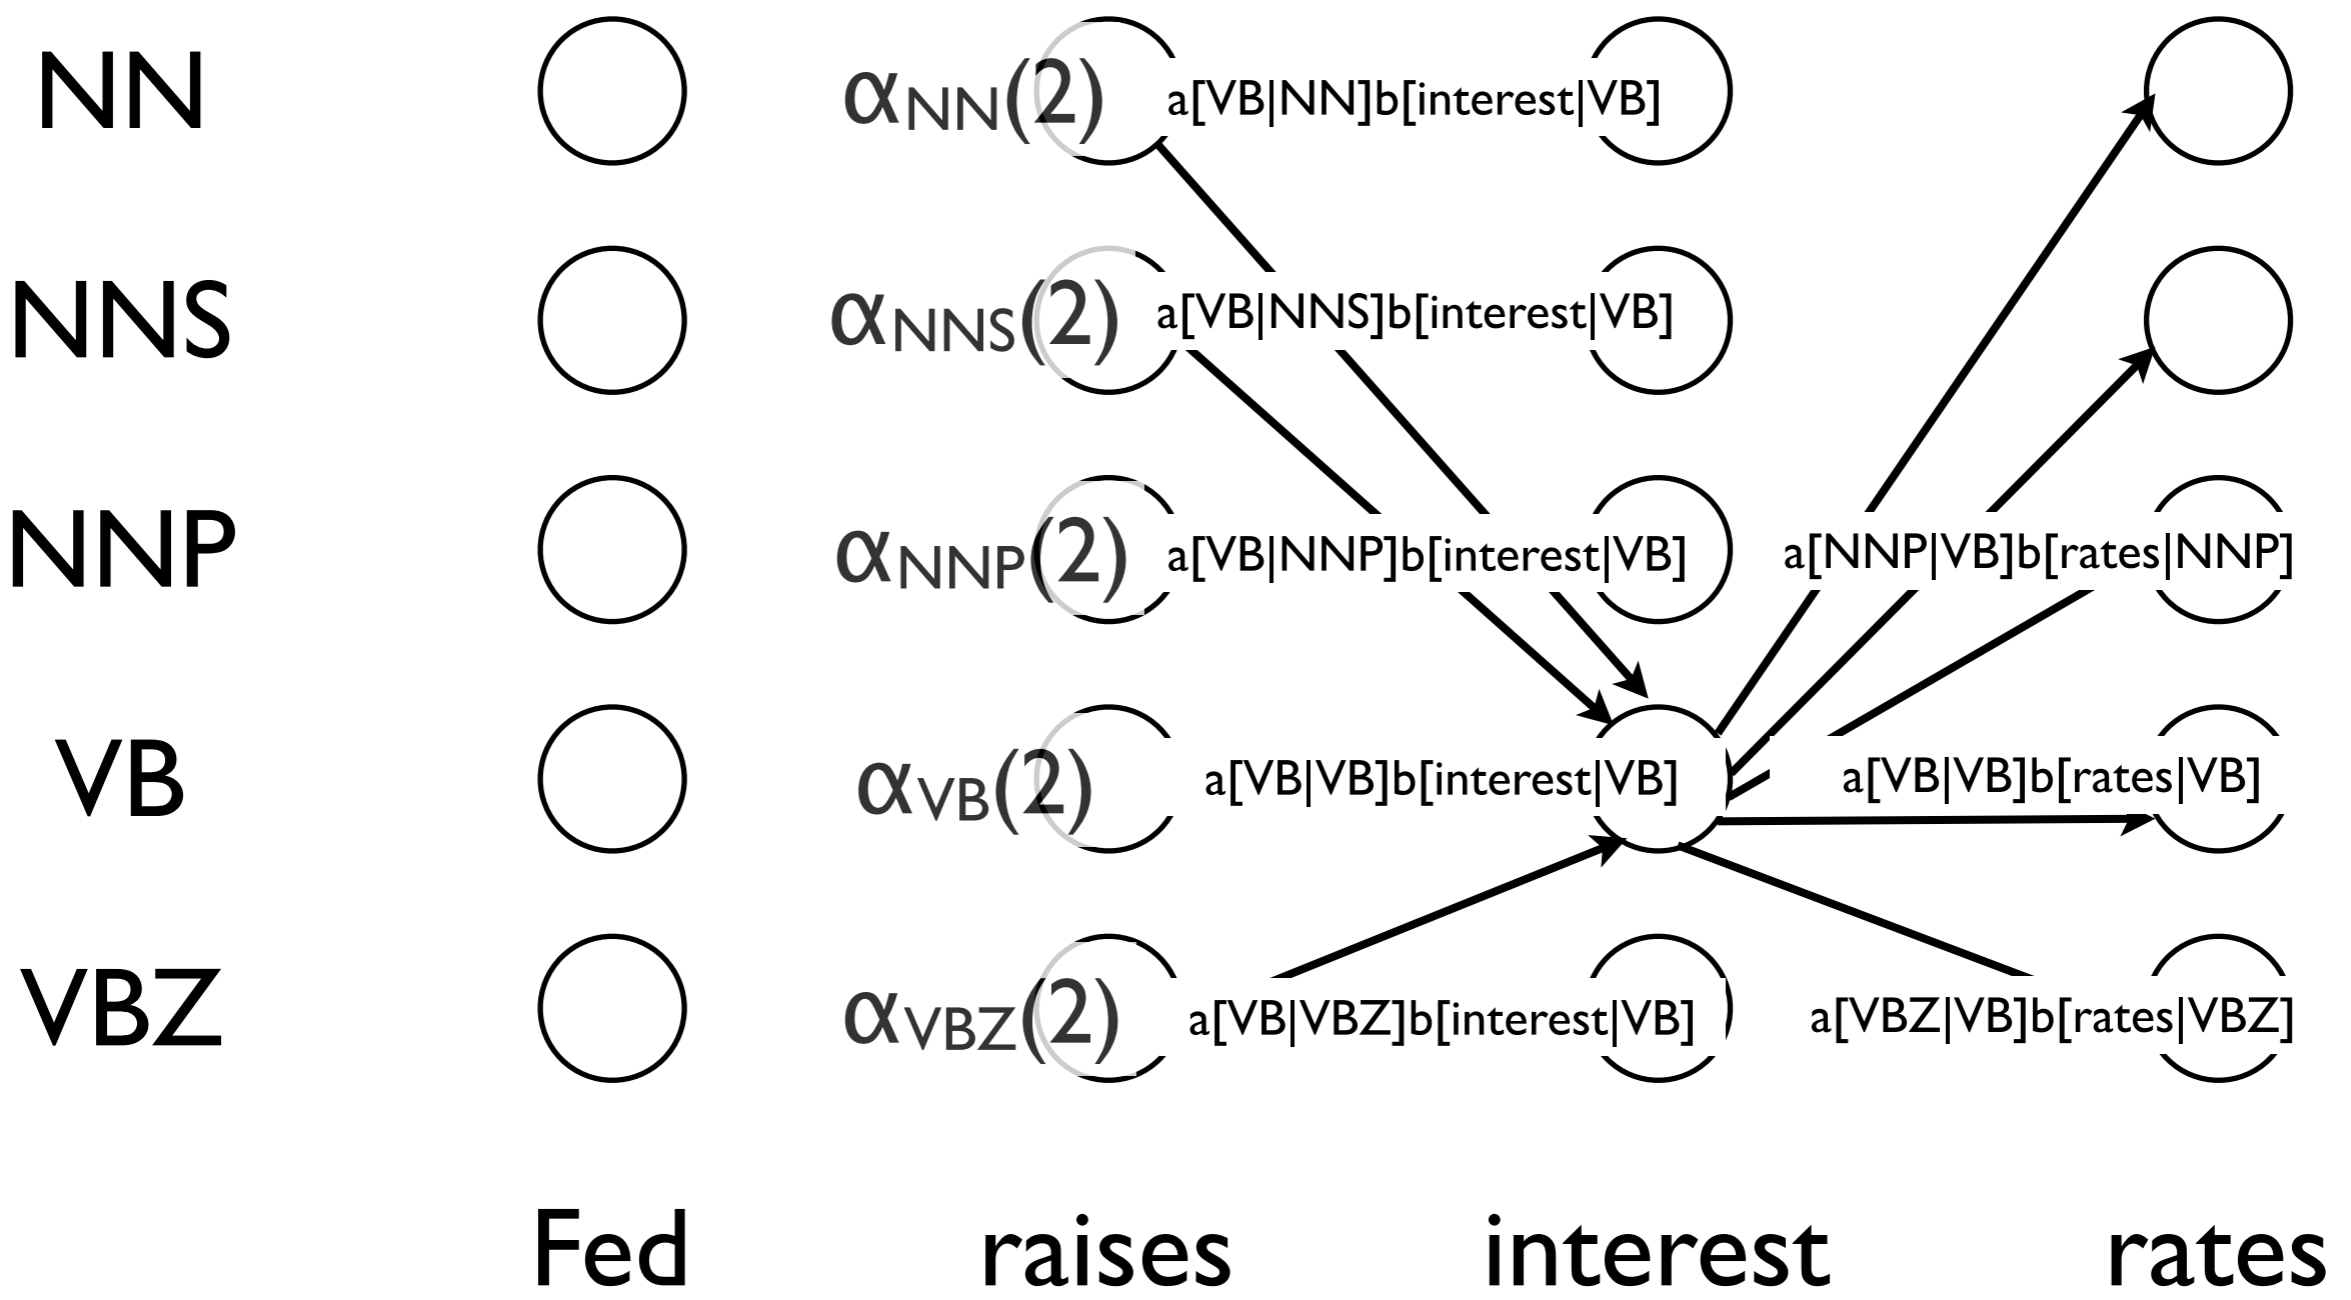 NN αNN(2) a[VB|NN]b[interest|VB]
NNS αNNS(2) a[VB|NNS]b[interest|VB]
NNP αNNP(2) a[VB|NNP]b[interest|VB] a[NNP|VB]b[rates|NNP]
VB αVB(2) a[VB|VB]b[interest|VB] a[VB|VB]b[rates|VB]
VBZ αVBZ(2) a[VB|VBZ]b[interest|VB] a[VBZ|VB]b[rates|VBZ]
Fed raises interest rates